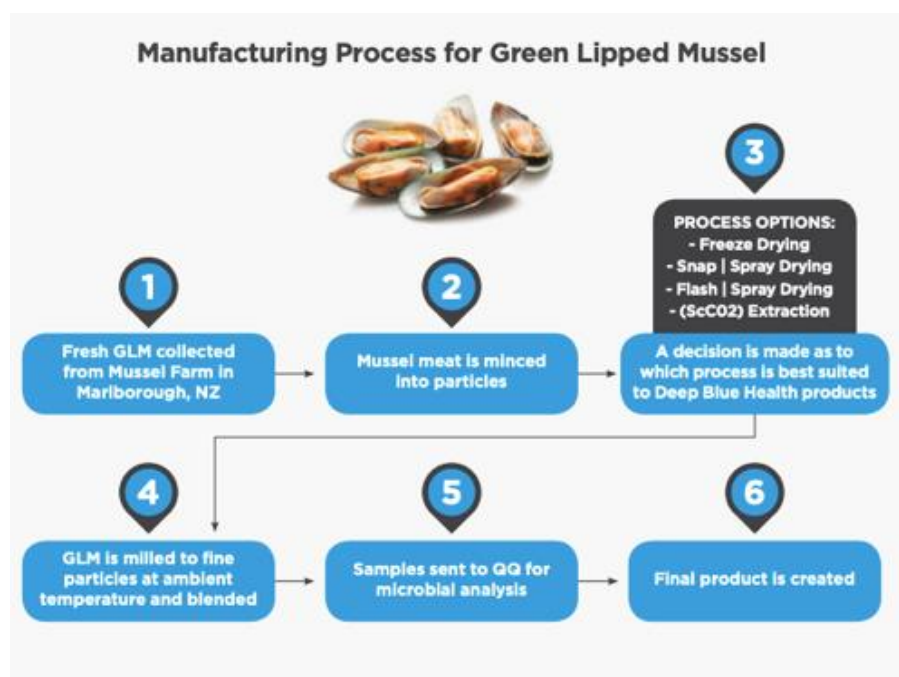 Manufacturing Process for Green Lipped Mussel
1
Fresh GLM collected
from Mussel Farm in
Marlborough, NZ
2
Mussel meat is minced
into particles
3
PROCESS OPTIONS:
- Freeze Drying
- Snap | Spray Drying
- Flash | Spray Drying
- (ScC02) Extraction
A decision is made as to
which process is best suited
to Deep Blue Health products
4
GLM is milled to fine
particles at ambient
temperature and blended
5
Samples sent to QQ for
microbial analysis
6
Final product is created